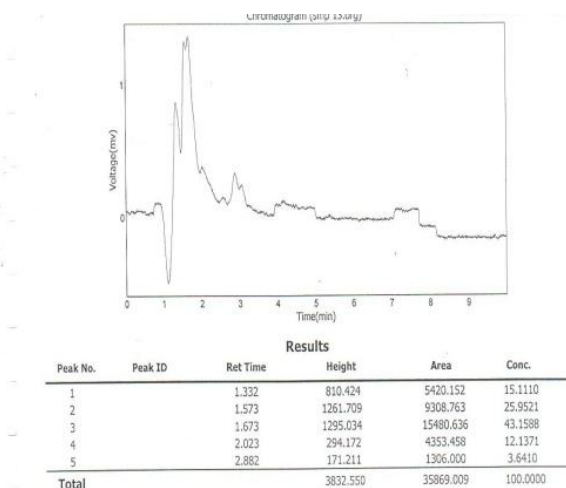 Chromatogram (smp 13.org)
1
Voltage(mv)
0
0 1 2 3 4 5 6 7 8 9
Time(min)
Results
Peak No. Peak ID Ret Time Height Area Conc.
1 1.332 810.424 5420.152 15.1110
2 1.573 1261.709 9308.763 25.9521
3 1.673 1295.034 15480.636 43.1588
4 2.023 294.172 4353.458 12.1371
5 2.882 171.211 1306.000 3.6410
Total 3832.550 35869.009 100.0000